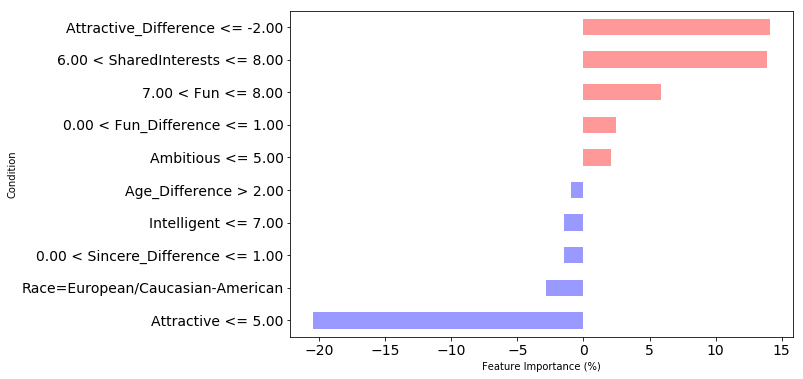 Attractive_Difference <= -2.00
6.00 < SharedInterests <= 8.00
7.00 < Fun <= 8.00
0.00 < Fun_Difference <= 1.00
Ambitious <= 5.00
Age_Difference > 2.00
Intelligent <= 7.00
0.00 < Sincere_Difference <= 1.00
Race=European/Caucasian-American
Attractive <= 5.00
Condition
−20 −15 −10 −5 0 5 10 15
Feature Importance (%)